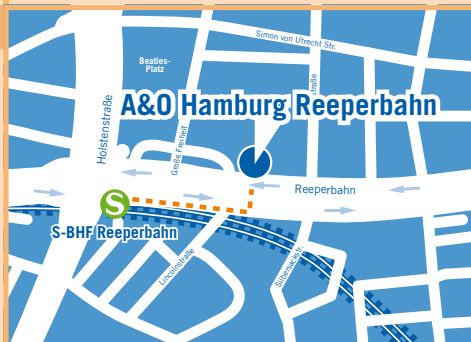 Simon von Utrecht Str.
Beatles-
Platz
A&O Hamburg Reeperbahn
Holstenstraße
Große Freiheit
straße
Reeperbahn
S
S-BHF Reeperbahn
Lincolnstraße
Silbersackstr.